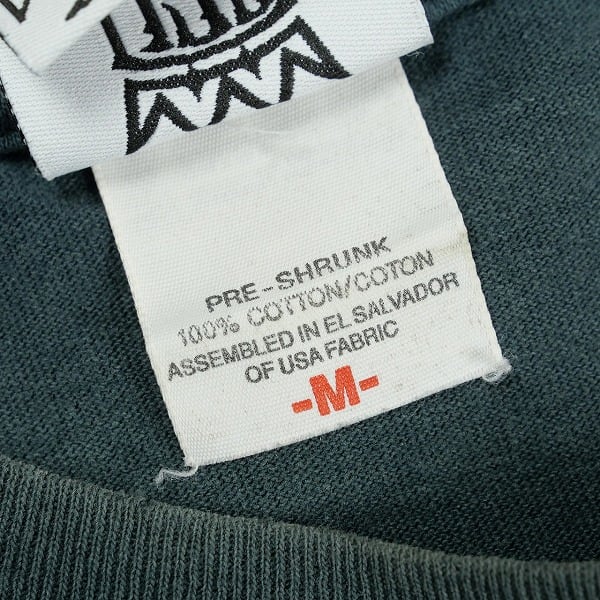 PRE-SHRUNK
100% COTTON/COTON
ASSEMBLED IN EL SALVADOR
OF USA FABRIC
-M-